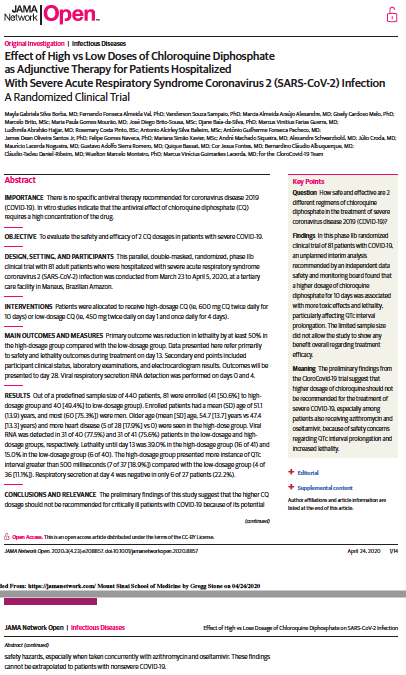 JAMA
Network | Open™
Original Investigation | Infectious Diseases
Effect of High vs Low Doses of Chloroquine Diphosphate
as Adjunctive Therapy for Patients Hospitalized
With Severe Acute Respiratory Syndrome Coronavirus 2 (SARS-CoV-2) Infection
A Randomized Clinical Trial
Mayla Gabriela Silva Borba, MD; Fernando Fonseca Almeida Val, PhD; Vanderson Souza Sampaio, PhD; Marcia Almeida Araújo Alexandre, MD; Gisely Cardoso Melo, PhD;
Marcelo Brito, MSc; Maria Paula Gomes Mourão, MD; José Diego Brito-Sousa, MSc; Djane Baía-da-Silva, PhD; Marcus Vinitius Farias Guerra, MD;
Ludhmila Abrahão Hajjar, MD; Rosemary Costa Pinto, BSc; Antonio Alcirley Silva Balieiro, MSc; Antônio Guilherme Fonseca Pacheco, MD;
James Dean Oliveira Santos Jr, PhD; Felipe Gomes Naveca, PhD; Mariana Simão Xavier, MSc; André Machado Siqueira, MD; Alexandre Schwarzbold, MD; Júlio Croda, MD;
Maurício Lacerda Nogueira, MD; Gustavo Adolfo Sierra Romero, MD; Quique Bassat, MD; Cor Jesus Fontes, MD; Bernardino Cláudio Albuquerque, MD;
Cláudio-Tadeu Daniel-Ribeiro, MD; Wuelton Marcelo Monteiro, PhD; Marcus Vinícius Guimarães Lacerda, MD; for the CloroCovid-19 Team
Abstract
IMPORTANCE There is no specific antiviral therapy recommended for coronavirus disease 2019
(COVID-19). In vitro studies indicate that the antiviral effect of chloroquine diphosphate (CQ)
requires a high concentration of the drug.
OBJECTIVE To evaluate the safety and efficacy of 2 CQ dosages in patients with severe COVID-19.
DESIGN, SETTING, AND PARTICIPANTS This parallel, double-masked, randomized, phase IIb
clinical trial with 81 adult patients who were hospitalized with severe acute respiratory syndrome
coronavirus 2 (SARS-CoV-2) infection was conducted from March 23 to April 5, 2020, at a tertiary
care facility in Manaus, Brazilian Amazon.
INTERVENTIONS Patients were allocated to receive high-dosage CQ (ie, 600 mg CQ twice daily for
10 days) or low-dosage CQ (ie, 450 mg twice daily on day 1 and once daily for 4 days).
MAIN OUTCOMES AND MEASURES Primary outcome was reduction in lethality by at least 50% in
the high-dosage group compared with the low-dosage group. Data presented here refer primarily
to safety and lethality outcomes during treatment on day 13. Secondary end points included
participant clinical status, laboratory examinations, and electrocardiogram results. Outcomes will be
presented to day 28. Viral respiratory secretion RNA detection was performed on days 0 and 4.
RESULTS Out of a predefined sample size of 440 patients, 81 were enrolled (41 [50.6%] to high-
dosage group and 40 [49.4%] to low-dosage group). Enrolled patients had a mean (SD) age of 51.1
(13.9) years, and most (60 [75.3%]) were men. Older age (mean [SD] age, 54.7 [13.7] years vs 47.4
[13.3] years) and more heart disease (5 of 28 [17.9%] vs 0) were seen in the high-dose group. Viral
RNA was detected in 31 of 40 (77.5%) and 31 of 41 (75.6%) patients in the low-dosage and high-
dosage groups, respectively. Lethality until day 13 was 39.0% in the high-dosage group (16 of 41) and
15.0% in the low-dosage group (6 of 40). The high-dosage group presented more instance of QTc
interval greater than 500 milliseconds (7 of 37 [18.9%]) compared with the low-dosage group (4 of
36 [11.1%]). Respiratory secretion at day 4 was negative in only 6 of 27 patients (22.2%).
CONCLUSIONS AND RELEVANCE The preliminary findings of this study suggest that the higher CQ
dosage should not be recommended for critically ill patients with COVID-19 because of its potential
(continued)
Key Points
Question How safe and effective are 2
different regimens of chloroquine
diphosphate in the treatment of severe
coronavirus disease 2019 (COVID-19)?
Findings In this phase IIb randomized
clinical trial of 81 patients with COVID-19,
an unplanned interim analysis
recommended by an independent data
safety and monitoring board found that
a higher dosage of chloroquine
diphosphate for 10 days was associated
with more toxic effects and lethality,
particularly affecting QTc interval
prolongation. The limited sample size
did not allow the study to show any
benefit overall regarding treatment
efficacy.
Meaning The preliminary findings from
the CloroCovid-19 trial suggest that
higher dosage of chloroquine should not
be recommended for the treatment of
severe COVID-19, especially among
patients also receiving azithromycin and
oseltamivir, because of safety concerns
regarding QTc interval prolongation and
increased lethality.
+ Editorial
+ Supplemental content
Author affiliations and article information are
listed at the end of this article.
Open Access. This is an open access article distributed under the terms of the CC-BY License.
JAMA Network Open. 2020;3(4.23):e208857. doi:10.1001/jamanetworkopen.2020.8857
April 24, 2020 1/14
ded From: https://jamanetwork.com/ Mount Sinai School of Medicine by Gregg Stone on 04/24/2020
JAMA Network Open | Infectious Diseases
Effect of High vs Low Dosage of Chloroquine Diphosphate on SARS-CoV-2 Infection
Abstract (continued)
safety hazards, especially when taken concurrently with azithromycin and oseltamivir. These findings
cannot be extrapolated to patients with nonsevere COVID-19.